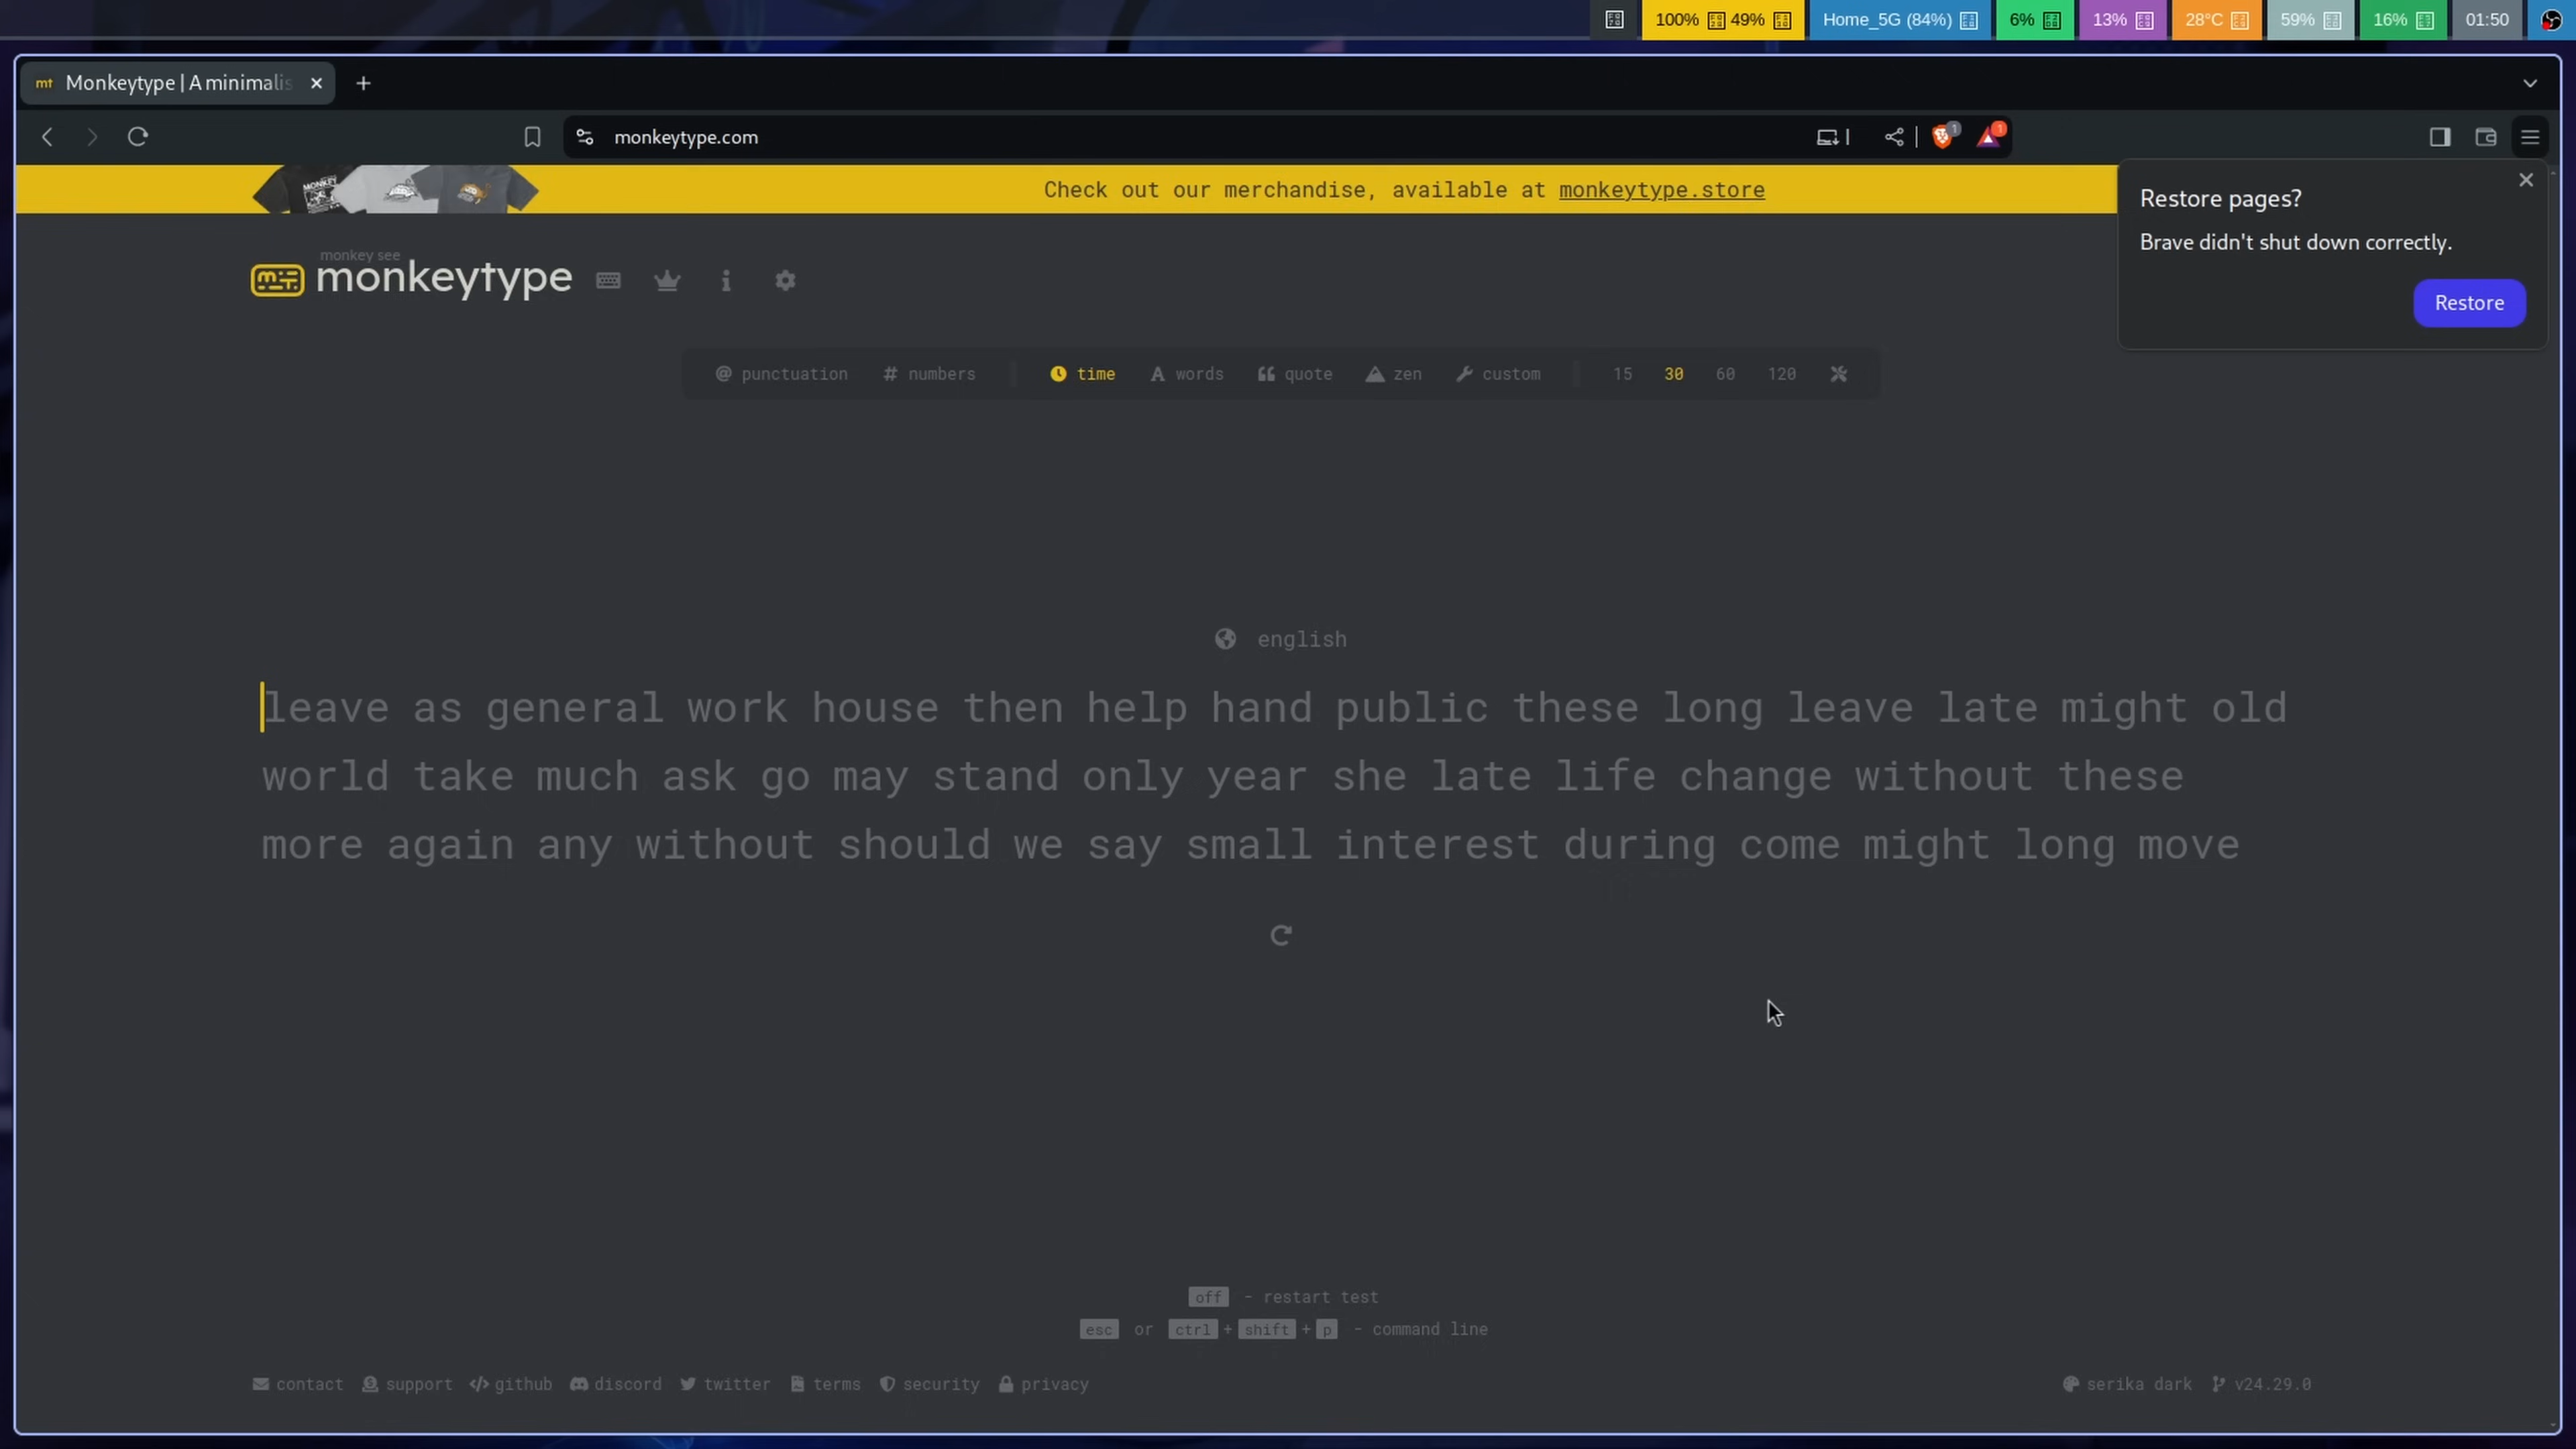 100% 49% Home_5G (84%) 6% 13% 28°C 59% 16% 01:50
mt Monkeytype | A minimalis
monkeytype.com 1 1
MONKEY Check out our merchandise, available at monkeytype.store
Restore pages?
Brave didn't shut down correctly.
Restore
monkey see
monkeytype
@ punctuation # numbers time A words quote zen custom 15 30 60 120
english
leave as general work house then help hand public these long leave late might old
world take much ask go may stand only year she late life change without these
more again any without should we say small interest during come might long move
off - restart test
esc or ctrl + shift + p - command line
contact support github discord twitter terms security privacy serika dark v24.29.0